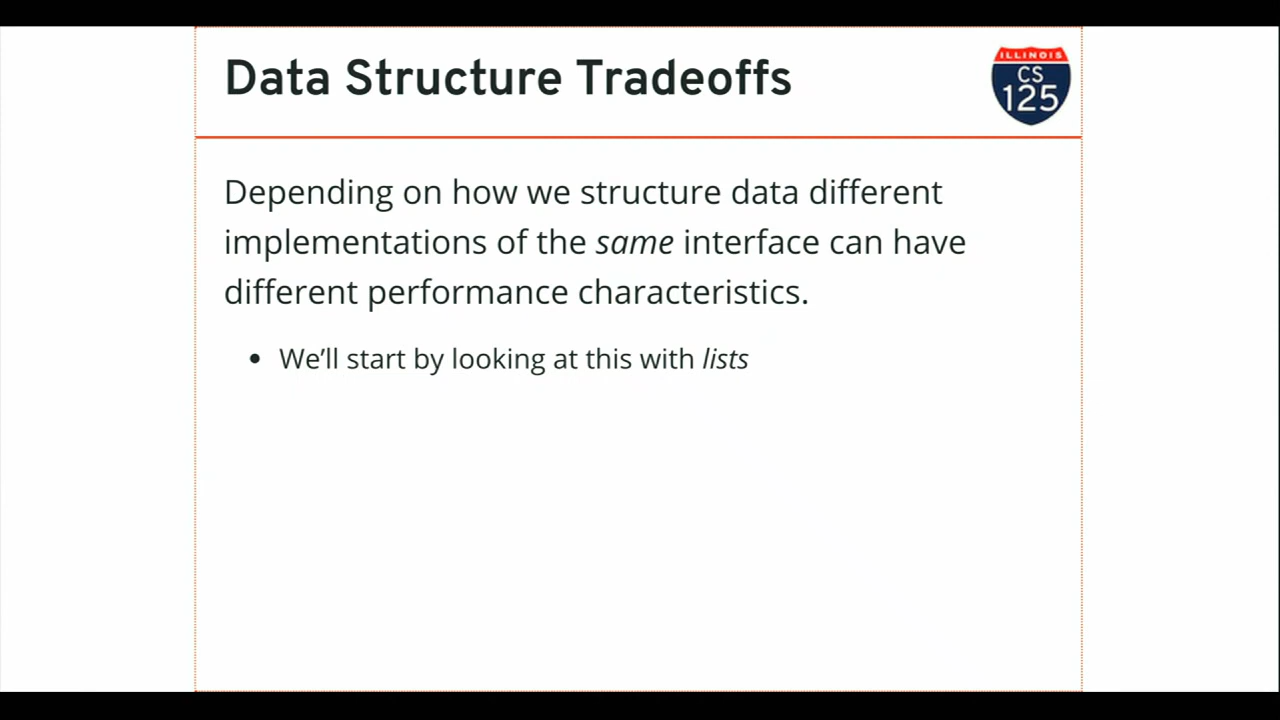 Data Structure Tradeoffs
ILLINOIS
CS
125
Depending on how we structure data different
implementations of the same interface can have
different performance characteristics.
• We’ll start by looking at this with lists